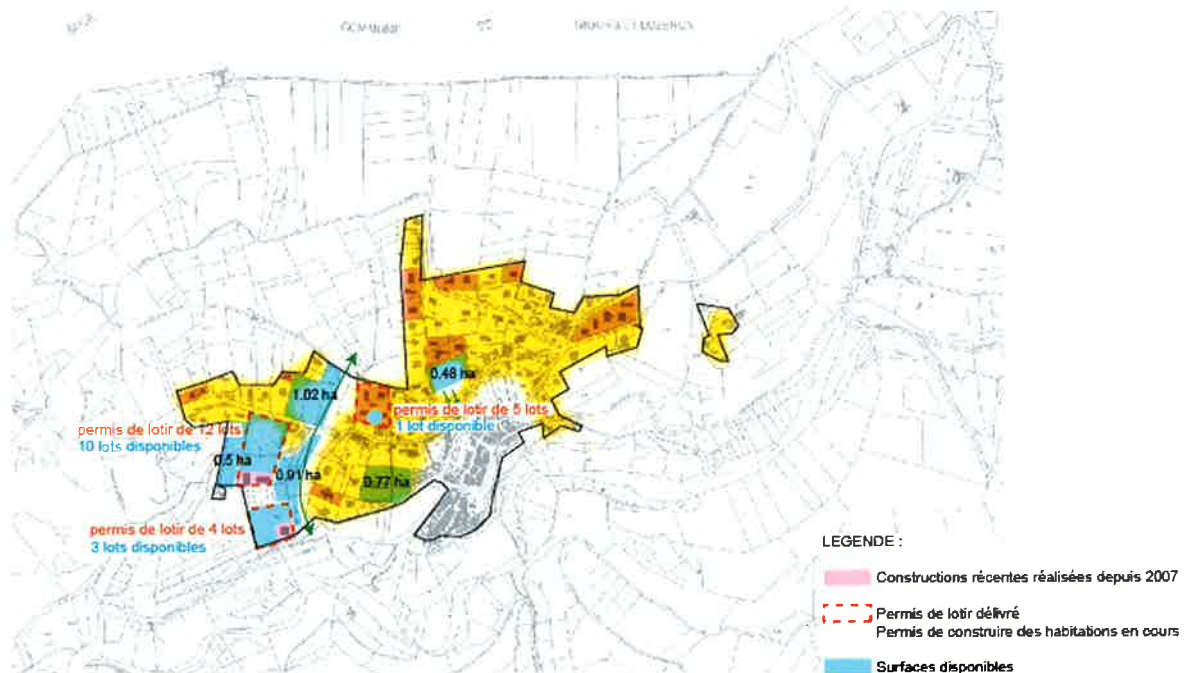 COMMUNE
0.48 ha
1.02 ha
permis de lotir de 5 lots
1 lot disponible
permis de lotir de 12 lots
10 lots disponibles
0.5 ha
0.91 ha
0.77 ha
permis de lotir de 4 lots
3 lots disponibles
LEGENDE :
Constructions récentes réalisées depuis 2007
Permis de lotir délivré
Permis de construire des habitations en cours
Surfaces disponibles